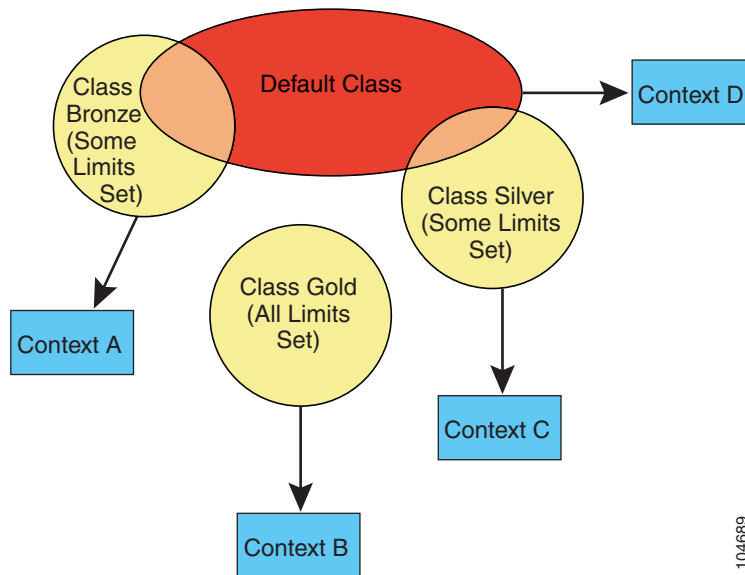 Default Class
Class
Bronze
(Some
Limits
Set)
Context D
Class Silver
(Some Limits
Set)
Class Gold
(All Limits
Set)
Context A
Context C
Context B
104689